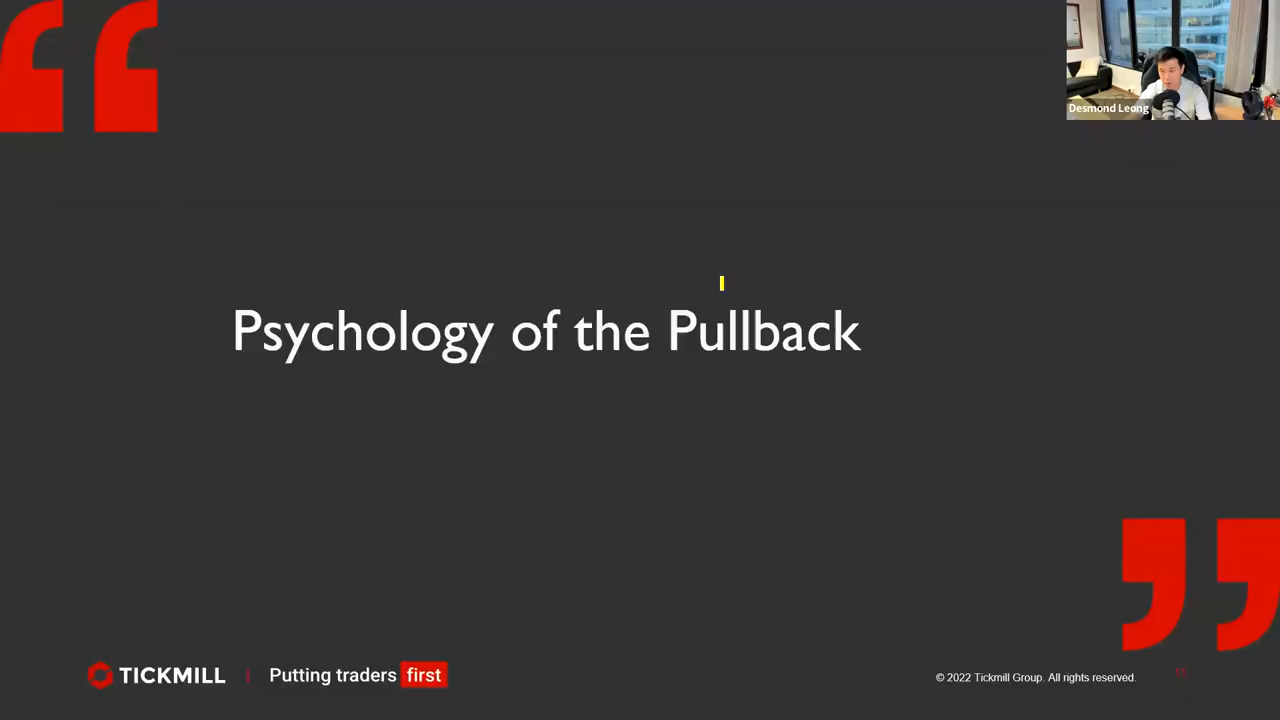 Desmond Leong
Psychology of the Pullback
TICKMILL
Putting traders first
© 2022 Tickmill Group. All rights reserved.